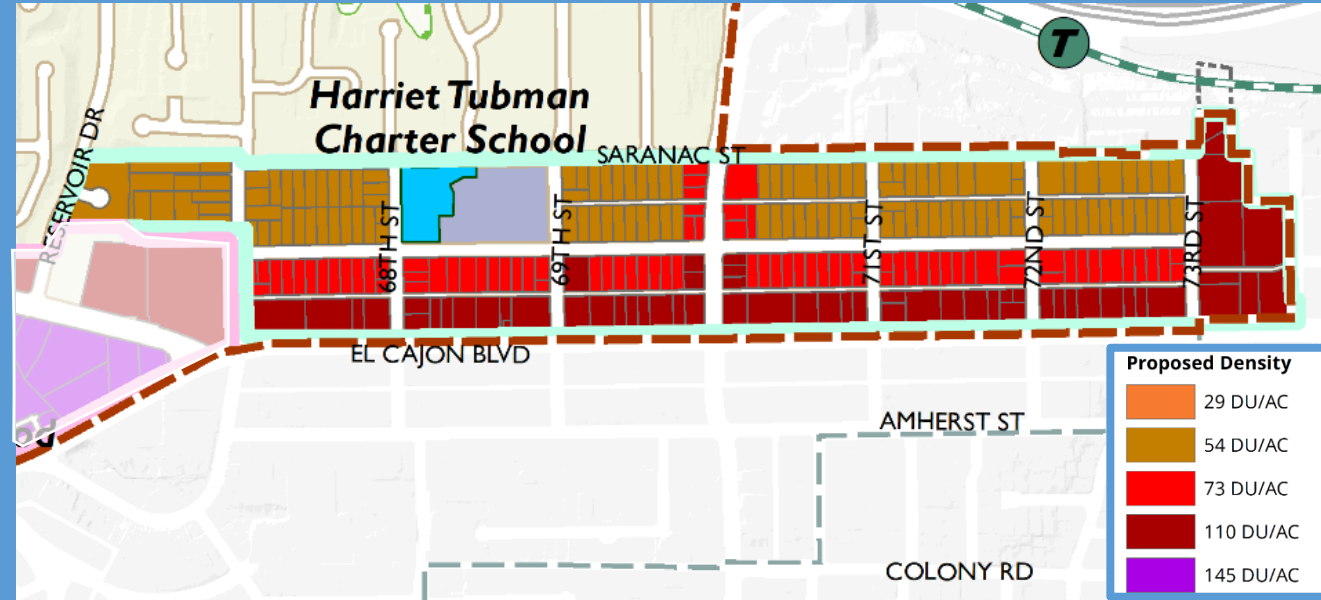 T
Harriet Tubman
Charter School
RESERVOIR DR
SARANAC ST
68TH ST
69TH ST
71ST ST
72ND ST
73RD ST
EL CAJON BLVD
AMHERST ST
COLONY RD
Proposed Density
29 DU/AC
54 DU/AC
73 DU/AC
110 DU/AC
145 DU/AC